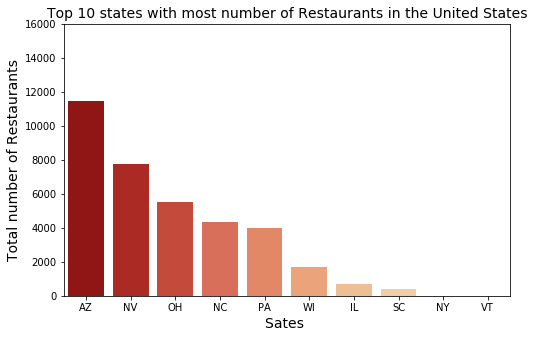 Top 10 states with most number of Restaurants in the United States
Total number of Restaurants
16000
14000
12000
10000
8000
6000
4000
2000
0
AZ NV OH NC PA WI IL SC NY VT
Sates